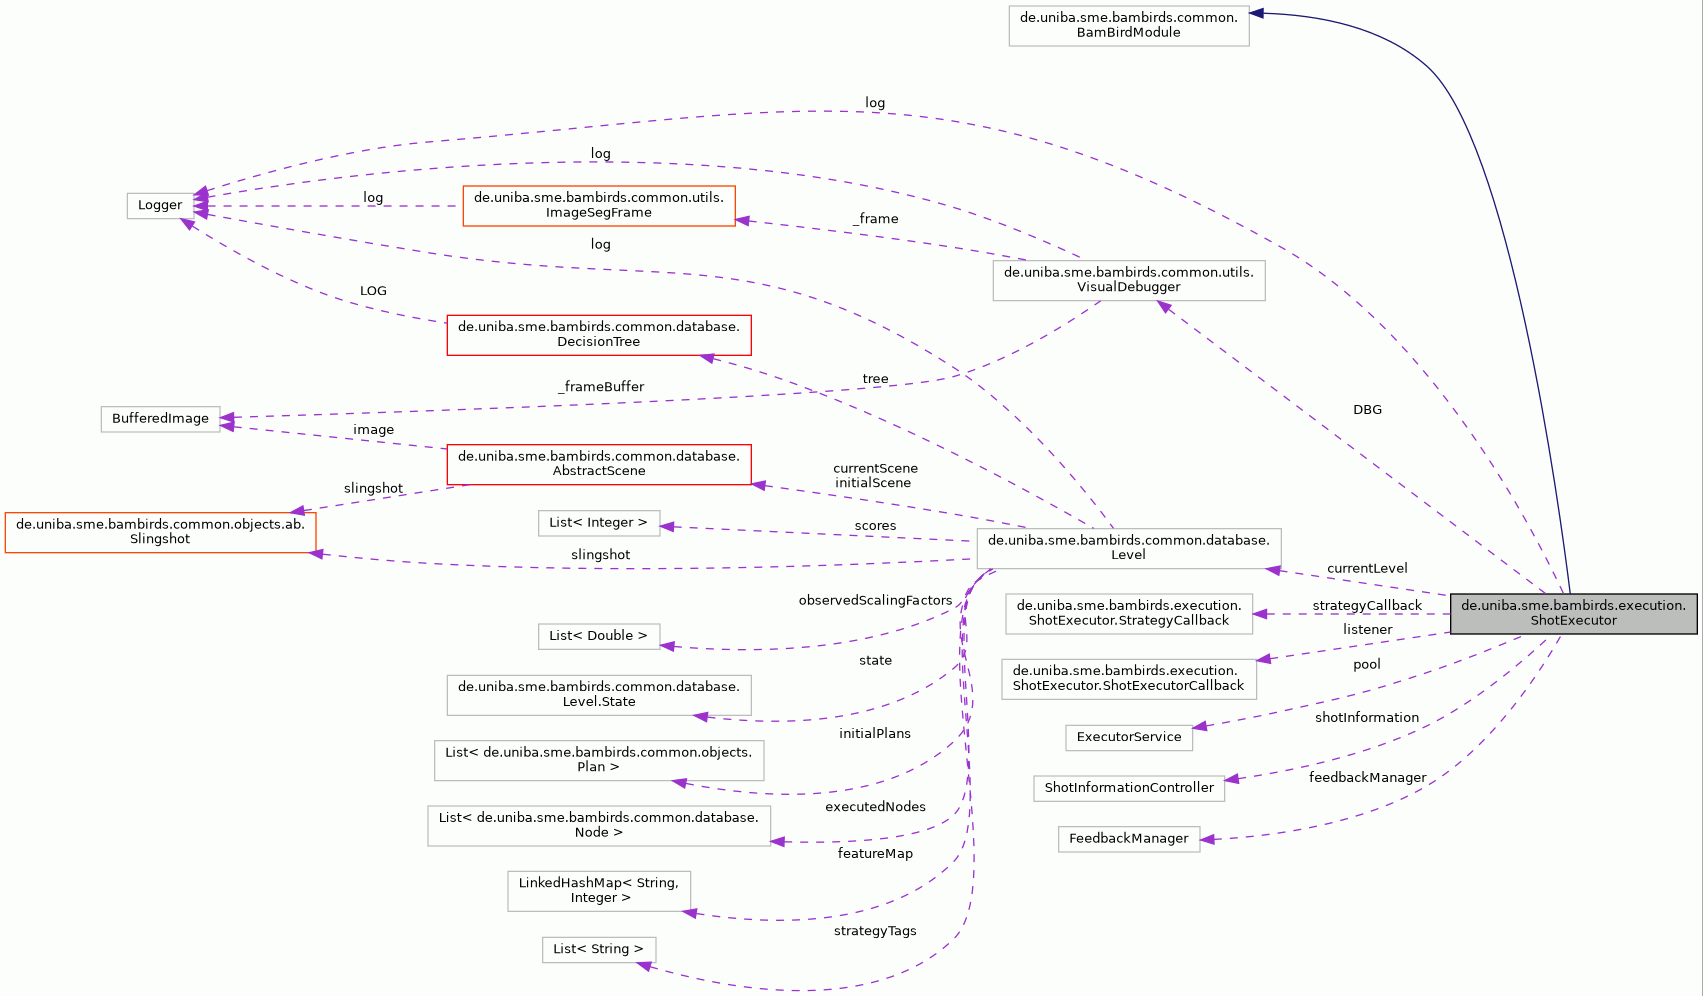 de.uniba.sme.bambirds.common.
BamBirdModule
log
log
Logger
log
de.uniba.sme.bambirds.common.utils.
ImageSegFrame
_frame
log
de.uniba.sme.bambirds.common.utils.
VisualDebugger
LOG
de.uniba.sme.bambirds.common.database.
DecisionTree
_frameBuffer
tree
BufferedImage
image
DBG
de.uniba.sme.bambirds.common.database.
AbstractScene
currentScene
initialScene
slingshot
de.uniba.sme.bambirds.common.objects.ab.
Slingshot
List< Integer >
scores
slingshot
de.uniba.sme.bambirds.common.database.
Level
currentLevel
observedScalingFactors
de.uniba.sme.bambirds.execution.
ShotExecutor.StrategyCallback
strategyCallback
de.uniba.sme.bambirds.execution.
ShotExecutor
List< Double >
listener
state
pool
de.uniba.sme.bambirds.execution.
ShotExecutor.ShotExecutorCallback
de.uniba.sme.bambirds.common.database.
Level.State
shotInformation
initialPlans
ExecutorService
List< de.uniba.sme.bambirds.common.objects.
Plan >
feedbackManager
ShotInformationController
executedNodes
List< de.uniba.sme.bambirds.common.database.
Node >
FeedbackManager
featureMap
LinkedHashMap< String,
Integer >
strategyTags
List< String >